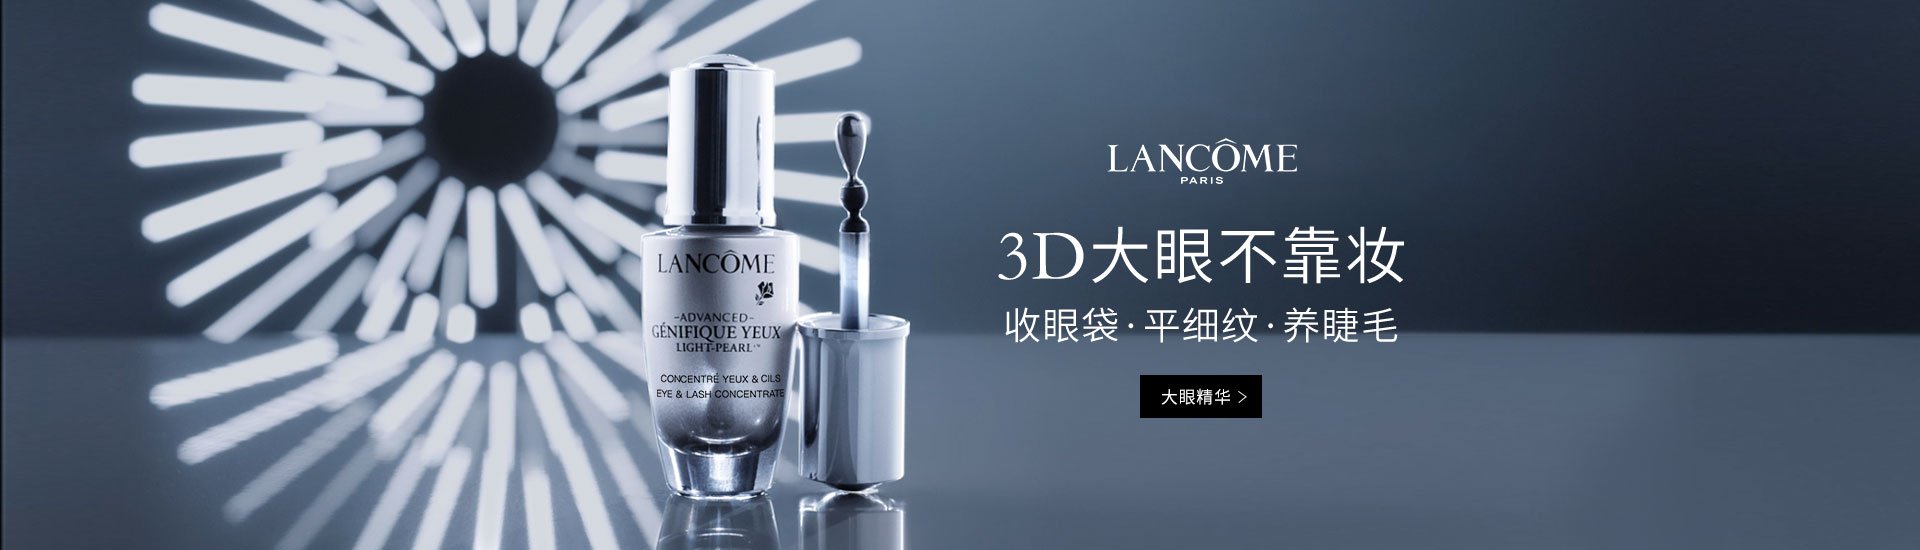 LANCÔME
-ADVANCED-
GÉNIFIQUE YEUX
LIGHT-PEARL™
CONCENTRÉ YEUX & CILS
EYE & LASH CONCENTRATE
LANCÔME
PARIS
3D大眼不靠妆
收眼袋·平细纹·养睫毛
大眼精华 >